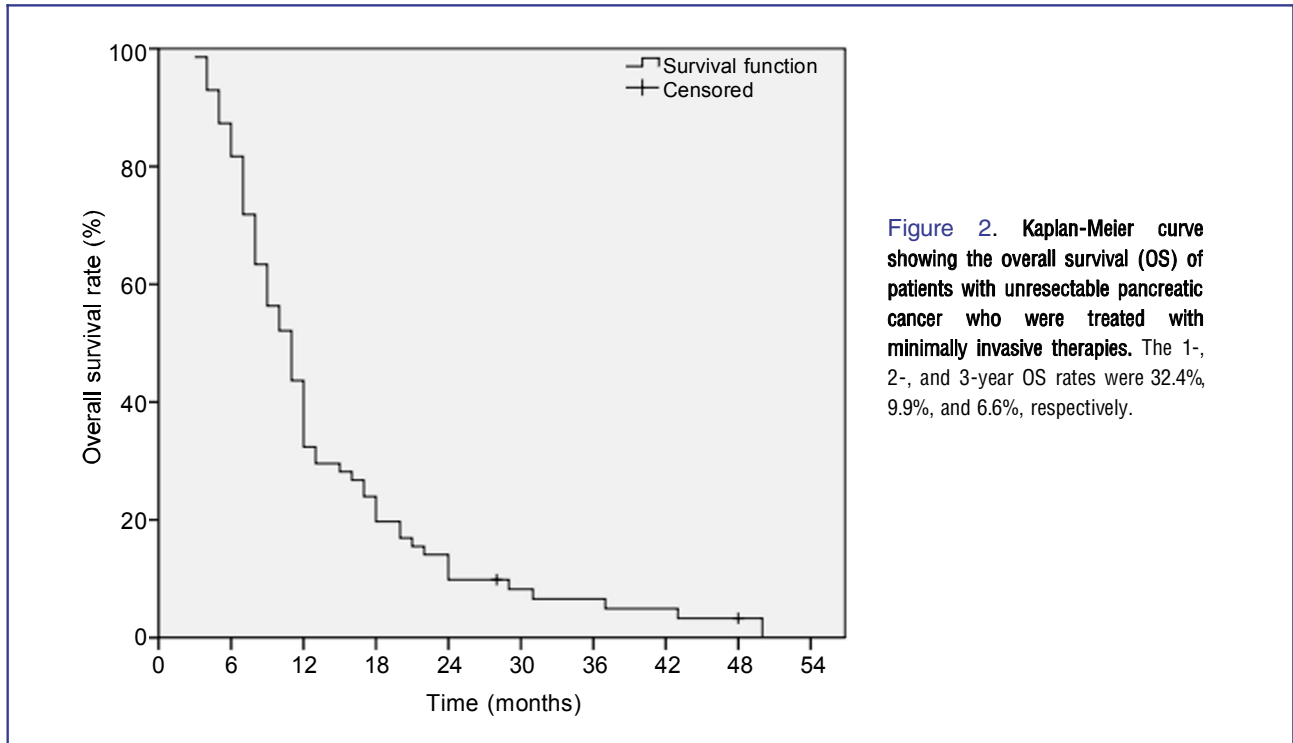 100
80
60
40
20
0
Overall survival rate (%)
Survival function
Censored
0 6 12 18 24 30 36 42 48 54
Time (months)
Figure 2. Kaplan-Meier curve
showing the overall survival (OS) of
patients with unresectable pancreatic
cancer who were treated with
minimally invasive therapies. The 1-,
2-, and 3-year OS rates were 32.4%,
9.9%, and 6.6%, respectively.